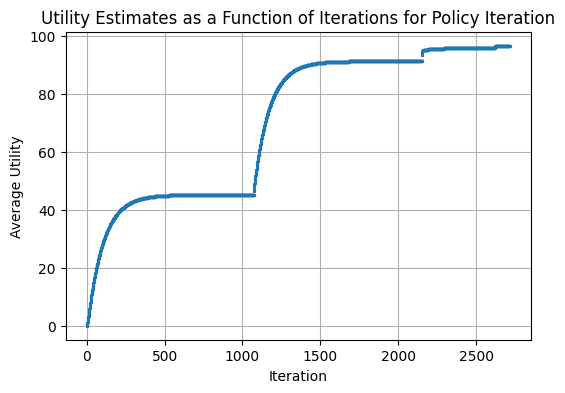 Utility Estimates as a Function of Iterations for Policy Iteration
100
80
60
40
20
0
Average Utility
0 500 1000 1500 2000 2500
Iteration